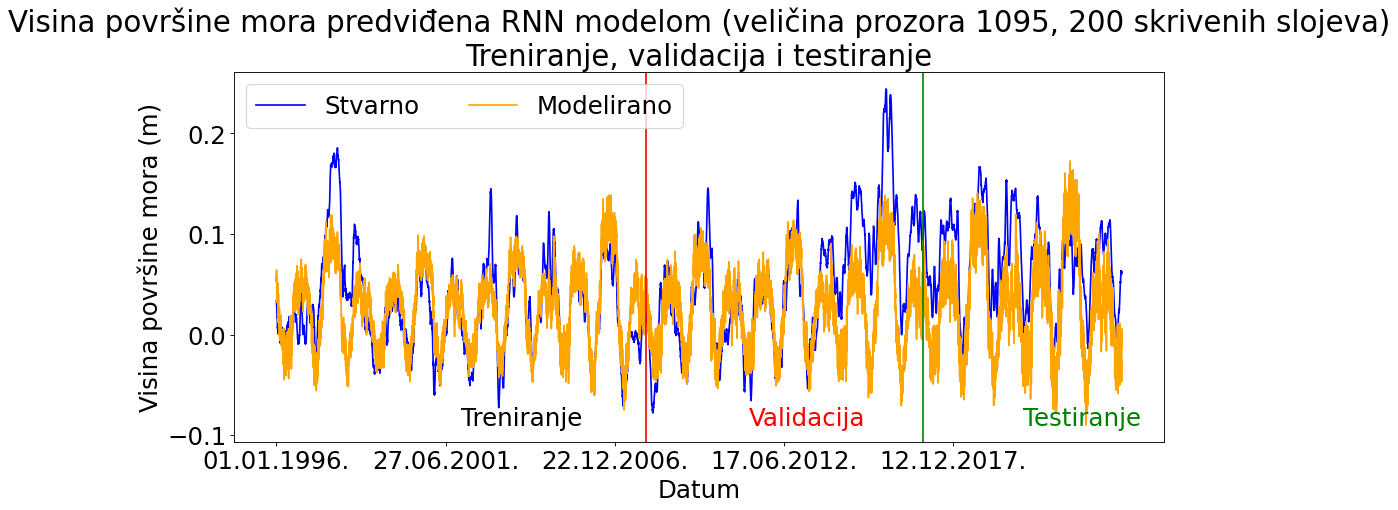 Visina površine mora predviđena RNN modelom (veličina prozora 1095, 200 skrivenih slojeva)
Treniranje, validacija i testiranje
Stvarno
Modelirano
Visina površine mora (m)
0.2
0.1
0.0
−0.1
Treniranje
Validacija
Testiranje
01.01.1996.
27.06.2001.
22.12.2006.
17.06.2012.
12.12.2017.
Datum